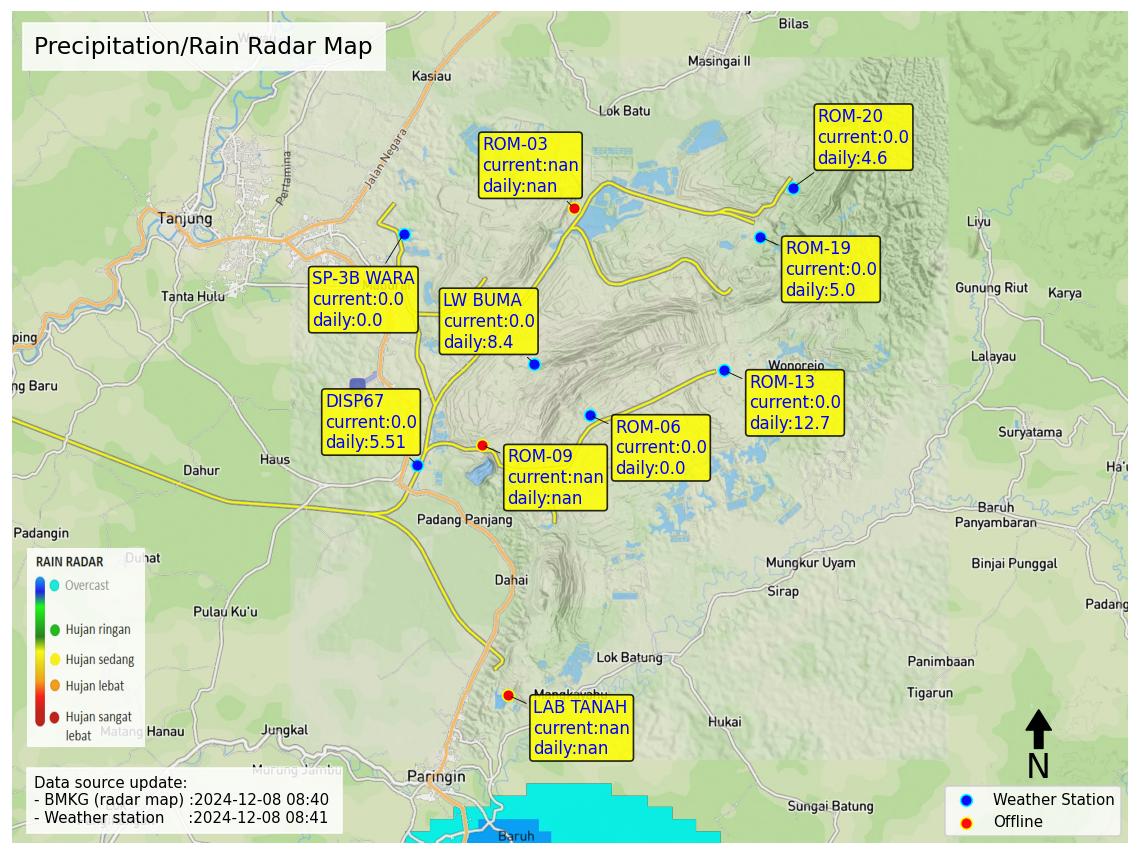 Precipitation/Rain Radar Map
Bilas
Masingai II
Kasiau
Lok Batu
Jalan Negara
Pertamina
Tanjung
Tanta Hulu
ROM-03
current:nan
daily:nan
ROM-20
current:0.0
daily:4.6
ROM-19
current:0.0
daily:5.0
SP-3B WARA
current:0.0
daily:0.0
LW BUMA
current:0.0
daily:8.4
Liyu
Gunung Riut
Karya
Lalayau
ping
ng Baru
Wonorejo
ROM-13
current:0.0
daily:12.7
DISP67
current:0.0
daily:5.51
ROM-06
current:0.0
daily:0.0
ROM-09
current:nan
daily:nan
Suryatama
Ha'u
Haus
Dahur
Padang Panjang
Baruh
Panyambaran
Padangin
Duhat
Dahai
Mungkur Uyam
Binjai Punggal
Sirap
Padang
Pulau Ku'u
RAIN RADAR
Overcast
Hujan ringan
Hujan sedang
Hujan lebat
Hujan sangat
lebat
Lok Batung
Panimbaan
Tigarun
Mangkayahu
LAB TANAH
current:nan
daily:nan
Hukai
Matang Hanau
Jungkal
Murung Jambu
Paringin
Sungai Batung
Baruh
N
Data source update:
- BMKG (radar map) :2024-12-08 08:40
- Weather station :2024-12-08 08:41
Weather Station
Offline